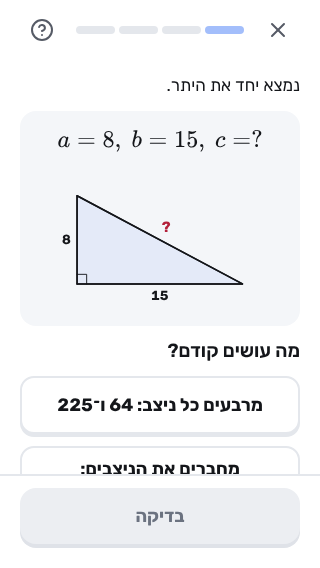 נמצא יחד את היתר.
a = 8, b = 15, c =?
8
?
15
מה עושים קודם?
מרבעים כל ניצב: 64 ו־225
מחברים את הניצבים:
בדיקה